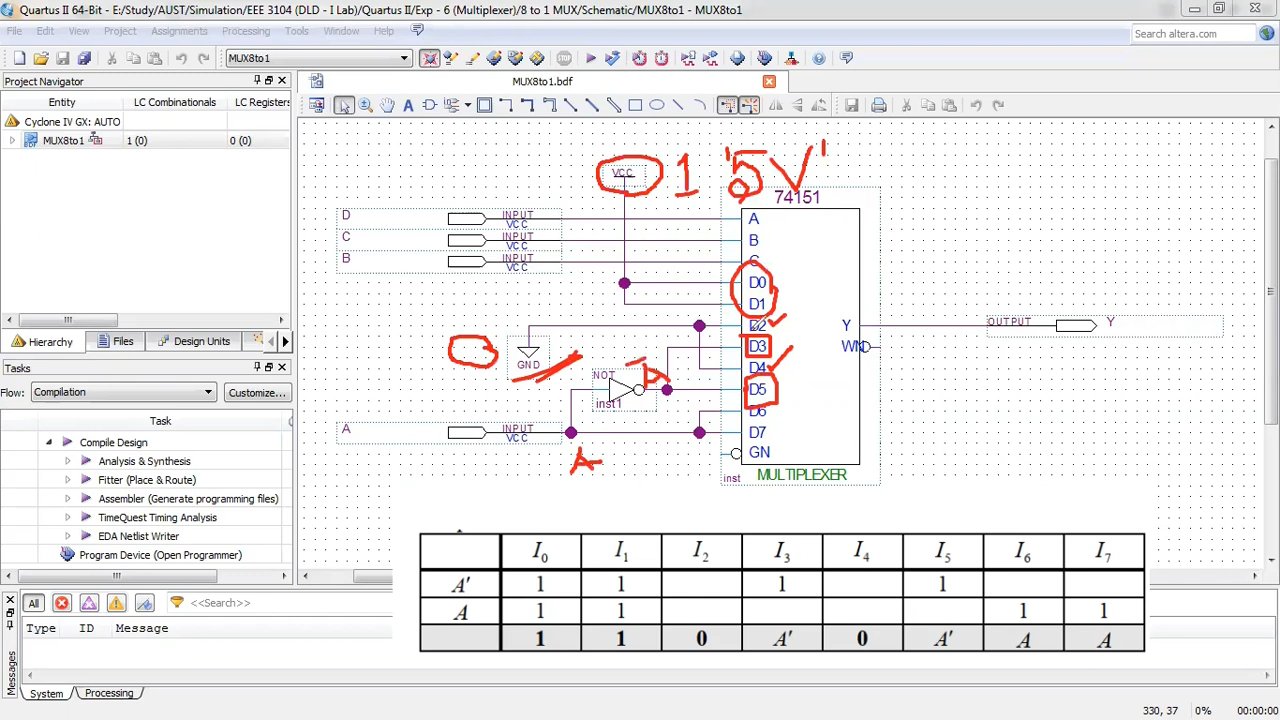 Quartus II 64-Bit - E:/Study/AUST/Simulation/EEE 3104 (DLD - I Lab)/Quartus II/Exp - 6 (Multiplexer)/8 to 1 MUX/Schematic/MUX8to1 - MUX8to1
File Edit View Project Assignments Processing Tools Window Help
Search altera.com
MUX8to1
Project Navigator
MUX8to1.bdf
Entity LC Combinationals LC Registers
Cyclone IV GX: AUTO
MUX8to1 1 (0) 0 (0)
Hierarchy Files Design Units
Tasks
Flow: Compilation Customize...
Task
Compile Design
Analysis & Synthesis
Fitter (Place & Route)
Assembler (Generate programming files)
TimeQuest Timing Analysis
EDA Netlist Writer
Program Device (Open Programmer)
VCC 1 '5V'
74151
D INPUT VCC A
C INPUT VCC B
B INPUT VCC C
D0
D1
D2 Y OUTPUT Y
D3 WN
GND D4
NOT D5
inst1 D6
A INPUT VCC D7
A GN
inst MULTIPLEXER
I0 I1 I2 I3 I4 I5 I6 I7
A' 1 1 1 1
A 1 1 1 1
1 1 0 A' 0 A' A A
All <<Search>>
Type ID Message
Messages
System Processing
330, 37 0% 00:00:00